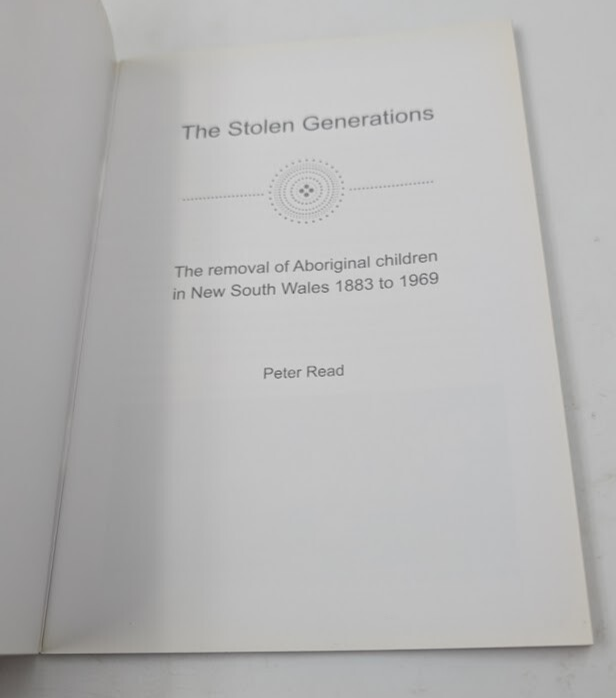 The Stolen Generations
The removal of Aboriginal children
in New South Wales 1883 to 1969
Peter Read